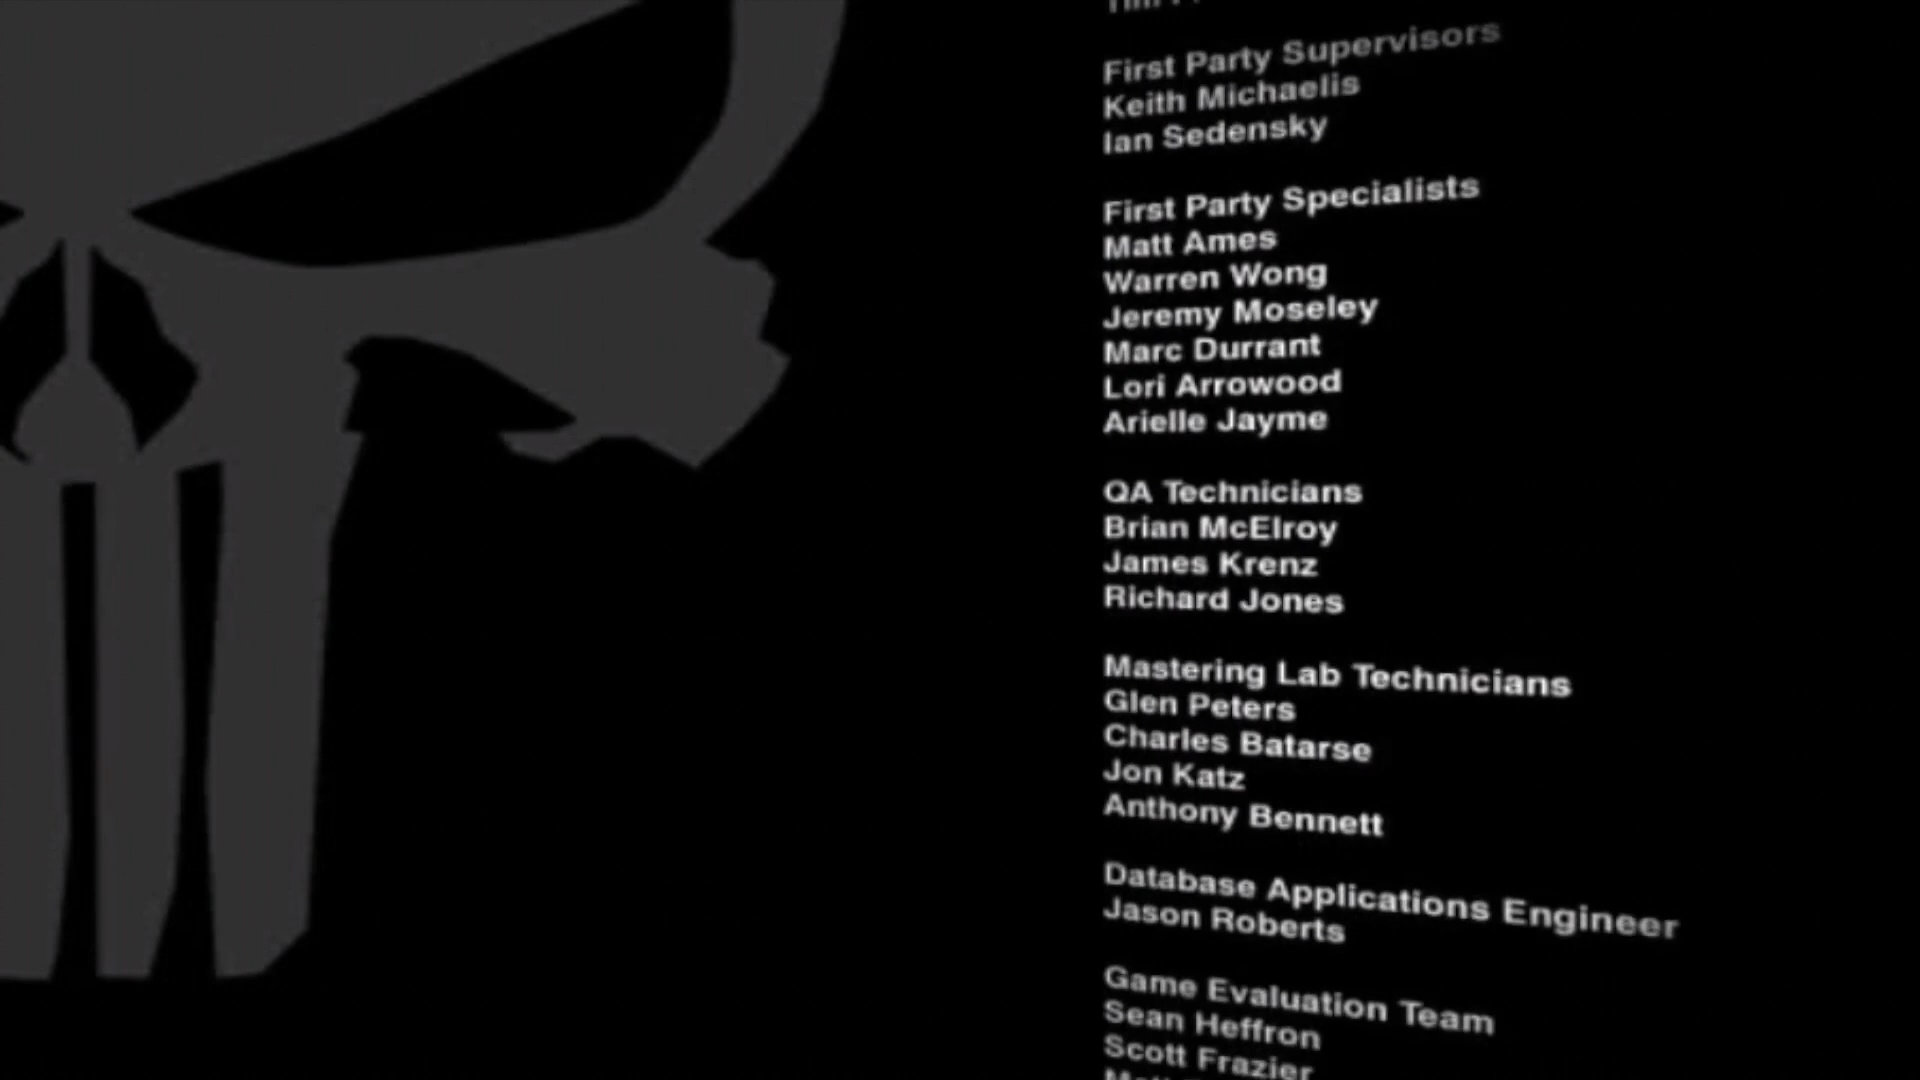 First Party Supervisors
Keith Michaelis
Ian Sedensky
First Party Specialists
Matt Ames
Warren Wong
Jeremy Moseley
Marc Durrant
Lori Arrowood
Arielle Jayme
QA Technicians
Brian McElroy
James Krenz
Richard Jones
Mastering Lab Technicians
Glen Peters
Charles Batarse
Jon Katz
Anthony Bennett
Database Applications Engineer
Jason Roberts
Game Evaluation Team
Sean Heffron
Scott Frazier